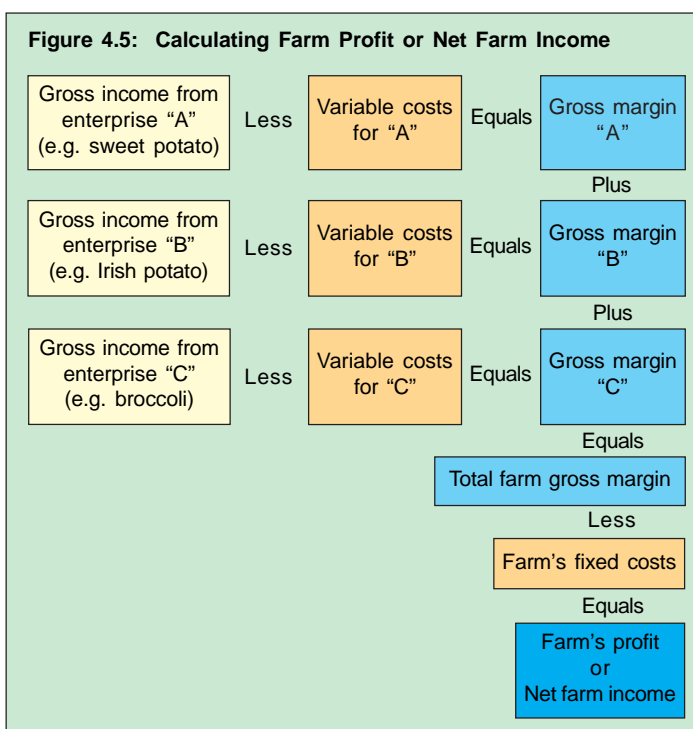 Figure 4.5: Calculating Farm Profit or Net Farm Income
Gross income from
enterprise “A”
(e.g. sweet potato)
Less
Variable costs
for “A”
Equals
Gross margin
“A”
Plus
Gross income from
enterprise “B”
(e.g. Irish potato)
Less
Variable costs
for “B”
Equals
Gross margin
“B”
Plus
Gross income from
enterprise “C”
(e.g. broccoli)
Less
Variable costs
for “C”
Equals
Gross margin
“C”
Equals
Total farm gross margin
Less
Farm’s fixed costs
Equals
Farm’s profit
or
Net farm income